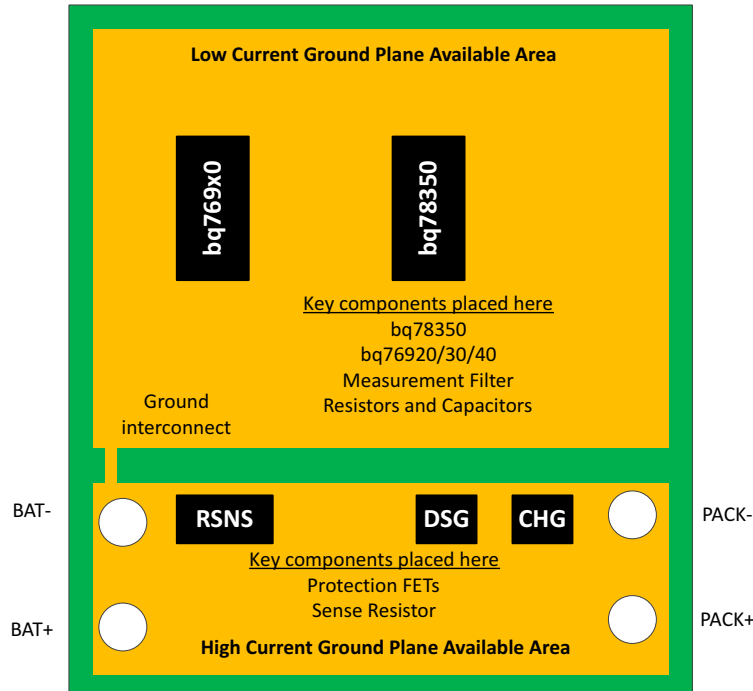 Low Current Ground Plane Available Area
bq769x0
bq78350
Key components placed here
bq78350
bq76920/30/40
Measurement Filter
Resistors and Capacitors
Ground
interconnect
BAT-
RSNS
DSG
CHG
PACK-
Key components placed here
Protection FETs
Sense Resistor
BAT+
PACK+
High Current Ground Plane Available Area